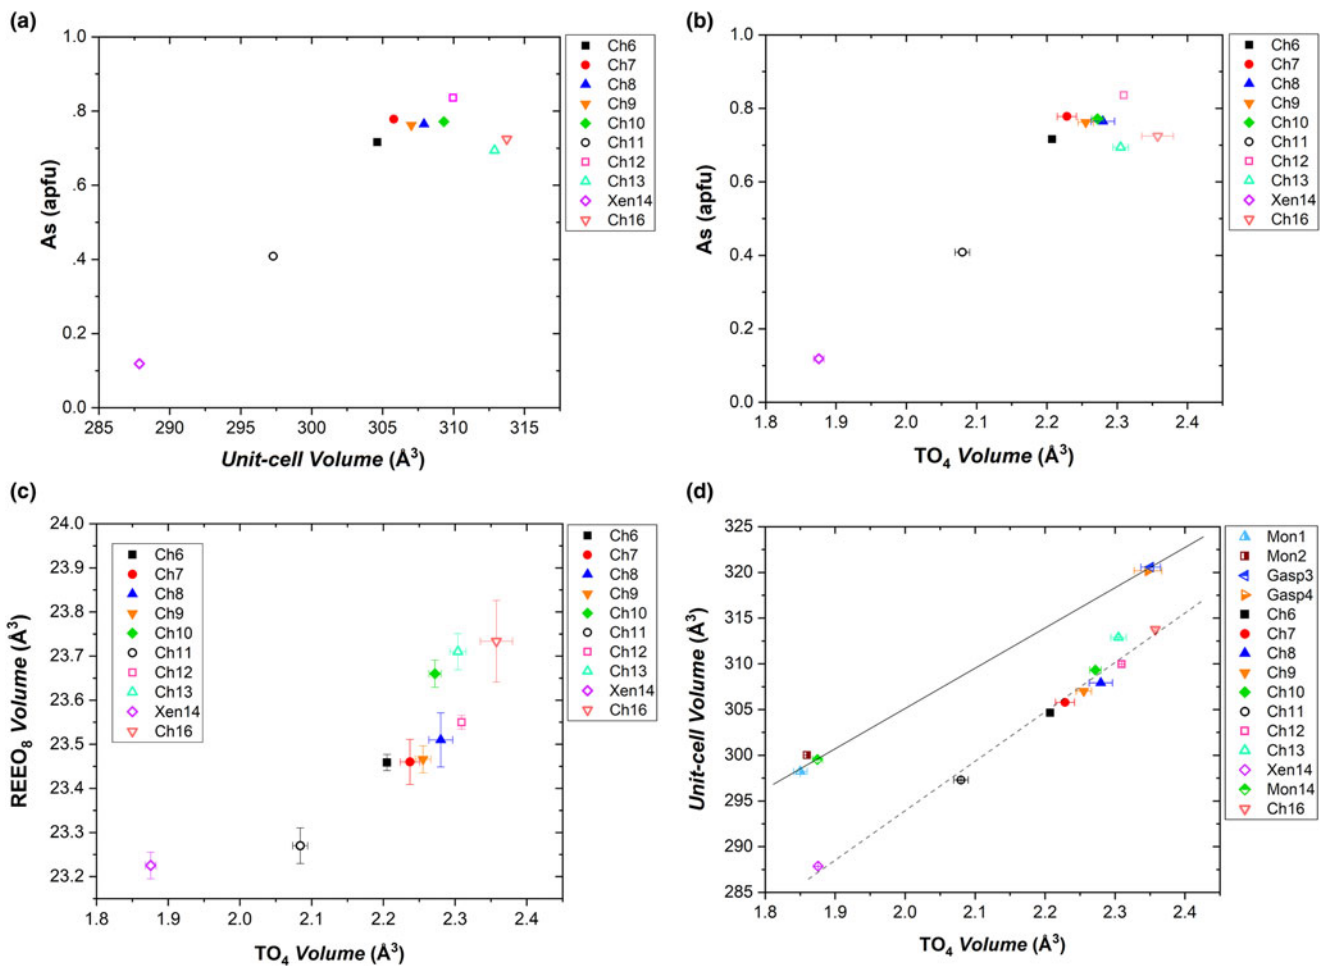 (a)
1.0
.8
0.6
0.4
0.2
0.0
As (apfu)
285 290 295 300 305 310 315
Unit-cell Volume (Å³)
Ch6
Ch7
Ch8
Ch9
Ch10
Ch11
Ch12
Ch13
Xen14
Ch16
(b)
1.0
0.8
0.6
0.4
0.2
0.0
As (apfu)
1.8 1.9 2.0 2.1 2.2 2.3 2.4
TO₄ Volume (Å³)
Ch6
Ch7
Ch8
Ch9
Ch10
Ch11
Ch12
Ch13
Xen14
Ch16
(c)
24.0
23.9
23.8
23.7
23.6
23.5
23.4
23.3
23.2
REEO₈ Volume (Å³)
Ch6
Ch7
Ch8
Ch9
Ch10
Ch11
Ch12
Ch13
Xen14
Ch16
1.8 1.9 2.0 2.1 2.2 2.3 2.4
TO₄ Volume (Å³)
Ch6
Ch7
Ch8
Ch9
Ch10
Ch11
Ch12
Ch13
Xen14
Ch16
(d)
325
320
315
310
305
300
295
290
285
Unit-cell Volume (Å³)
1.8 1.9 2.0 2.1 2.2 2.3 2.4
TO₄ Volume (Å³)
Mon1
Mon2
Gasp3
Gasp4
Ch6
Ch7
Ch8
Ch9
Ch10
Ch11
Ch12
Ch13
Xen14
Mon14
Ch16